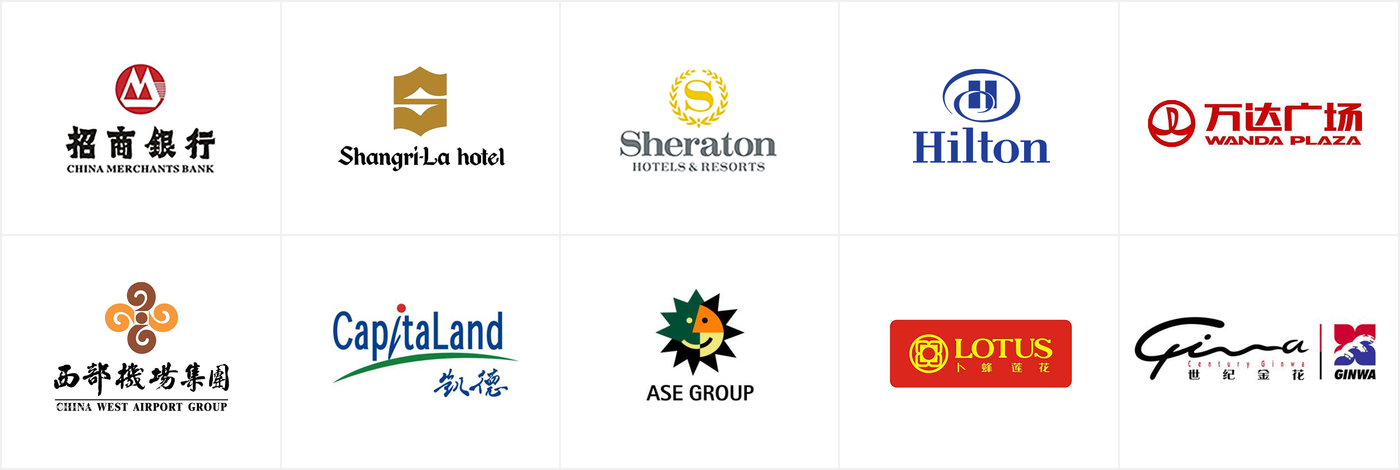 招商銀行
CHINA MERCHANTS BANK
Shangri-La hotel
S
Sheraton
HOTELS & RESORTS
H
Hilton
万达广场
WANDA PLAZA
西部機場集團
CHINA WEST AIRPORT GROUP
CapitaLand
凯德
ASE GROUP
LOTUS
卜蜂莲花
Ginwa
Century Ginwa
世纪金花
GINWA